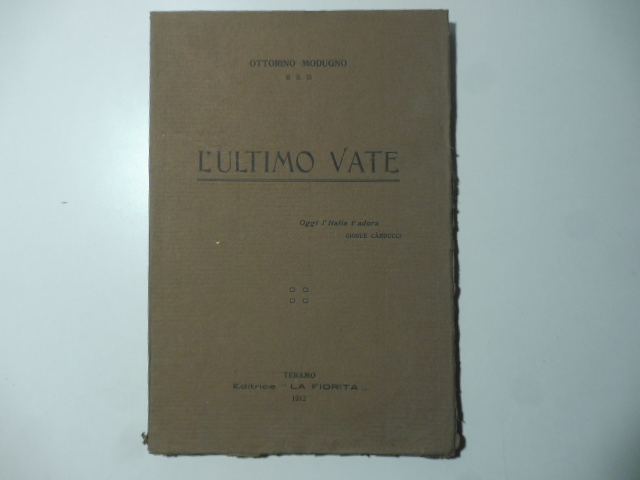 OTTORINO MODUGNO
L'ULTIMO VATE
Oggi l'Italia t'adora
GIOSUÈ CARDUCCI
TERAMO
Editrice "LA FIORITA"
1912